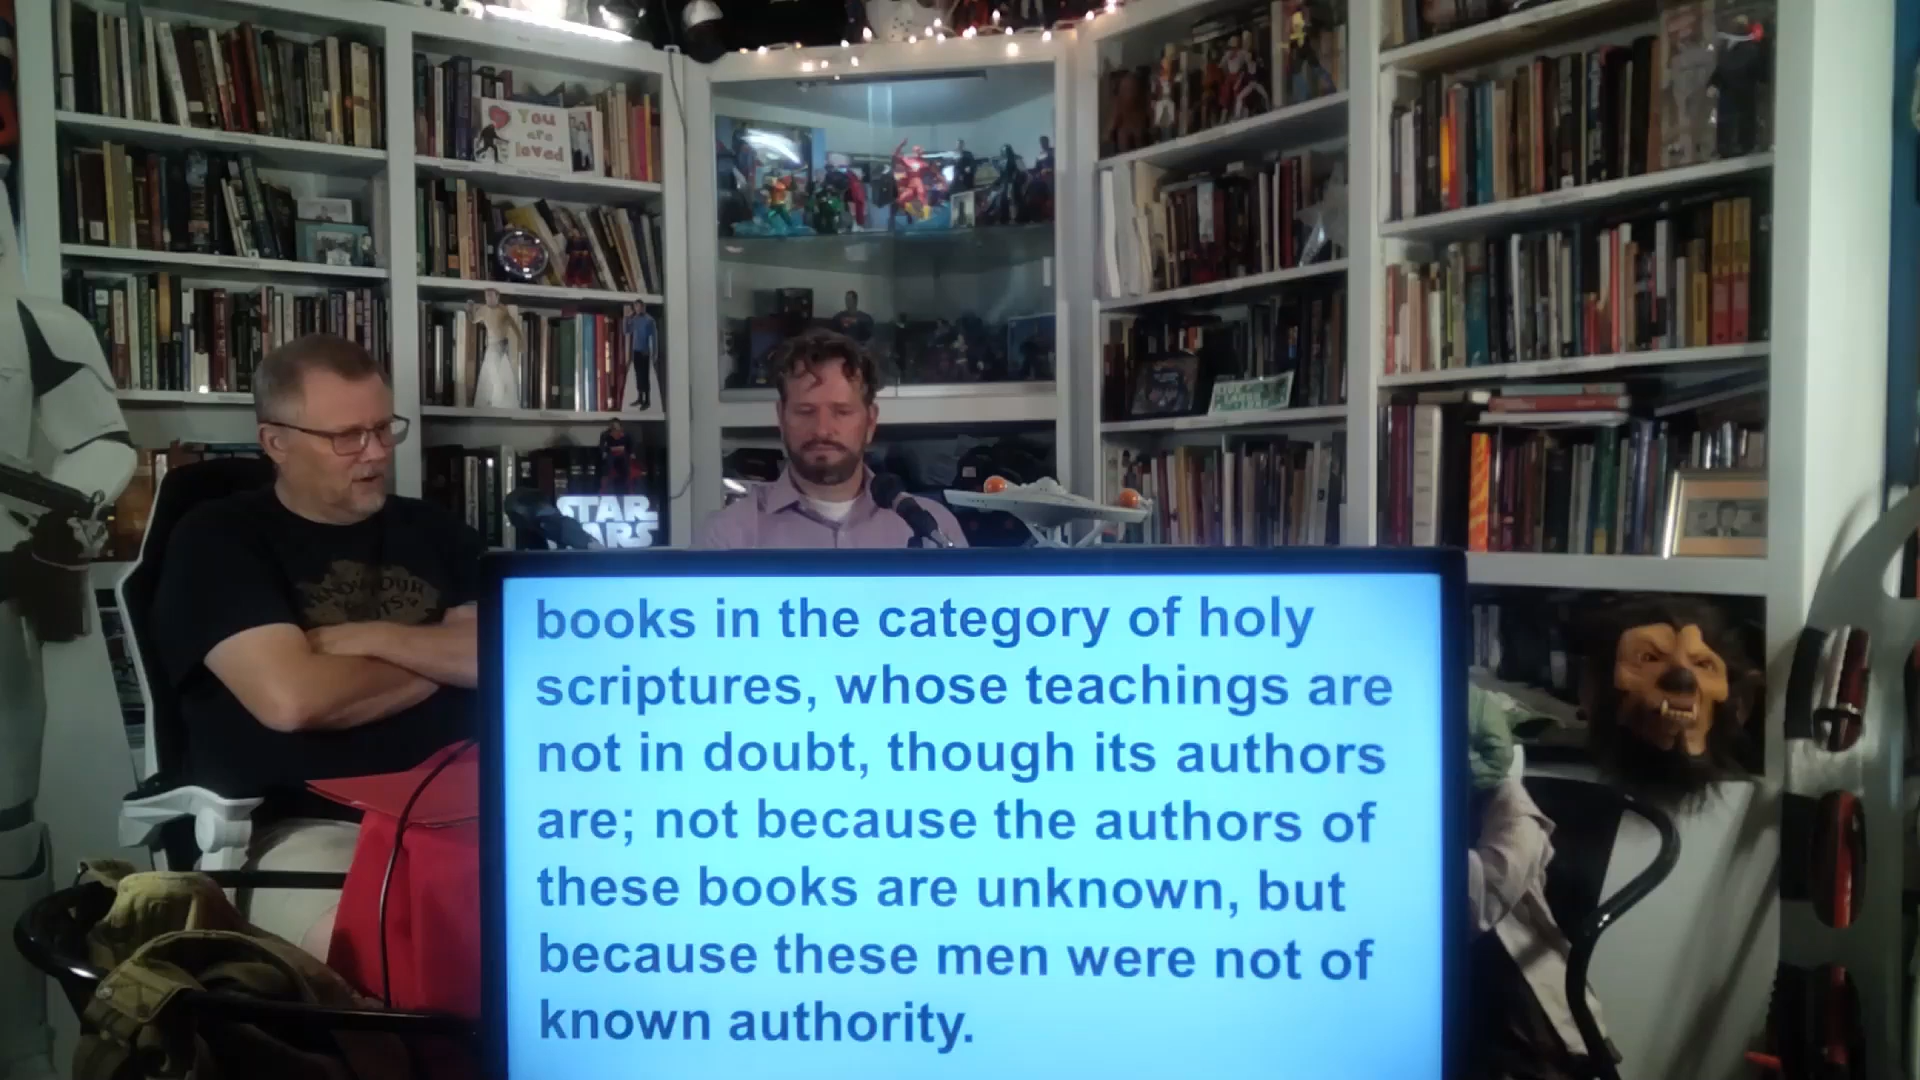 You
are
loved
STAR
WARS
KNOW YOUR
books in the category of holy
scriptures, whose teachings are
not in doubt, though its authors
are; not because the authors of
these books are unknown, but
because these men were not of
known authority.